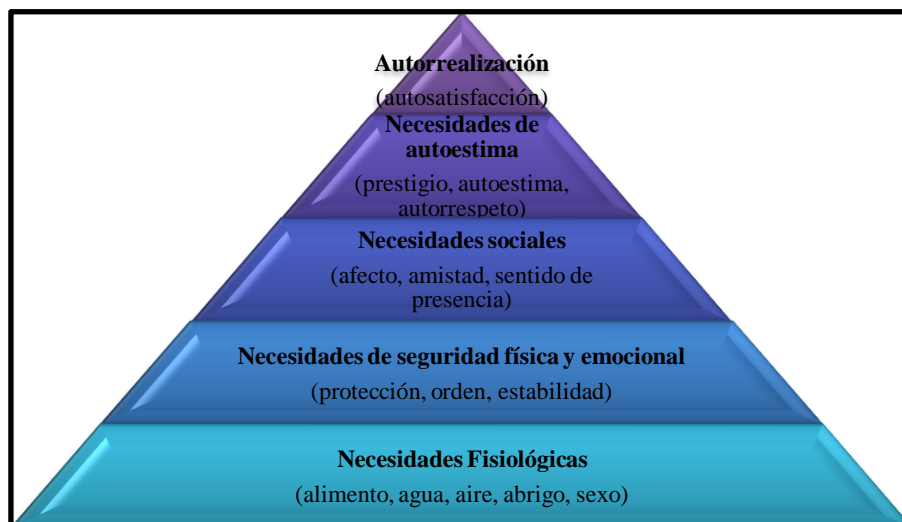 Autorrealización
(autosatisfacción)
Necesidades de
autoestima
(prestigio, autoestima,
autorrespeto)
Necesidades sociales
(afecto, amistad, sentido de
presencia)
Necesidades de seguridad física y emocional
(protección, orden, estabilidad)
Necesidades Fisiológicas
(alimento, agua, aire, abrigo, sexo)